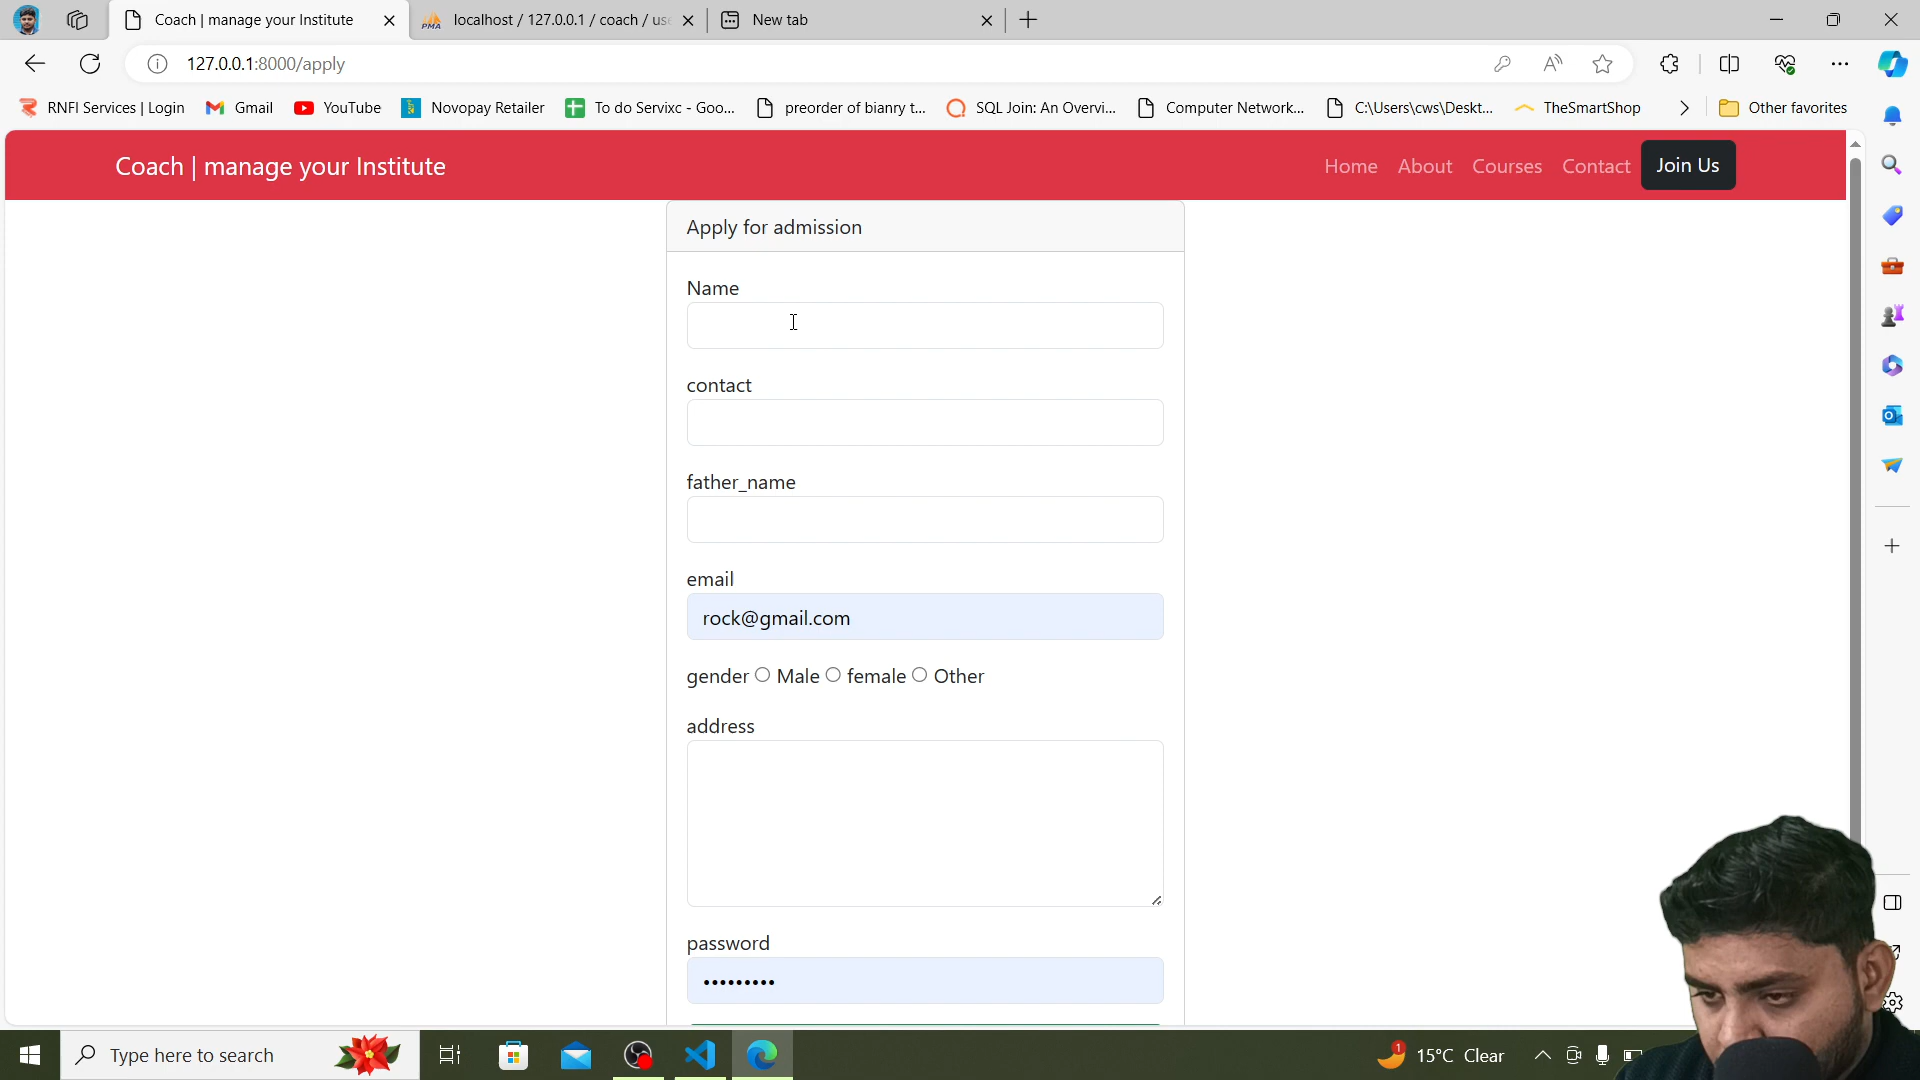 Coach | manage your Institute
localhost / 127.0.0.1 / coach / us
New tab
127.0.0.1:8000/apply
RNFI Services | Login
Gmail
YouTube
Novopay Retailer
To do Servixc - Goo...
preorder of bianry t...
SQL Join: An Overvi...
Computer Network...
C:\Users\cws\Deskt...
TheSmartShop
Other favorites
Coach | manage your Institute
Home
About
Courses
Contact
Join Us
Apply for admission
Name
contact
father_name
email
rock@gmail.com
gender Male female Other
address
password
•••••••••
Type here to search
1
15°C Clear